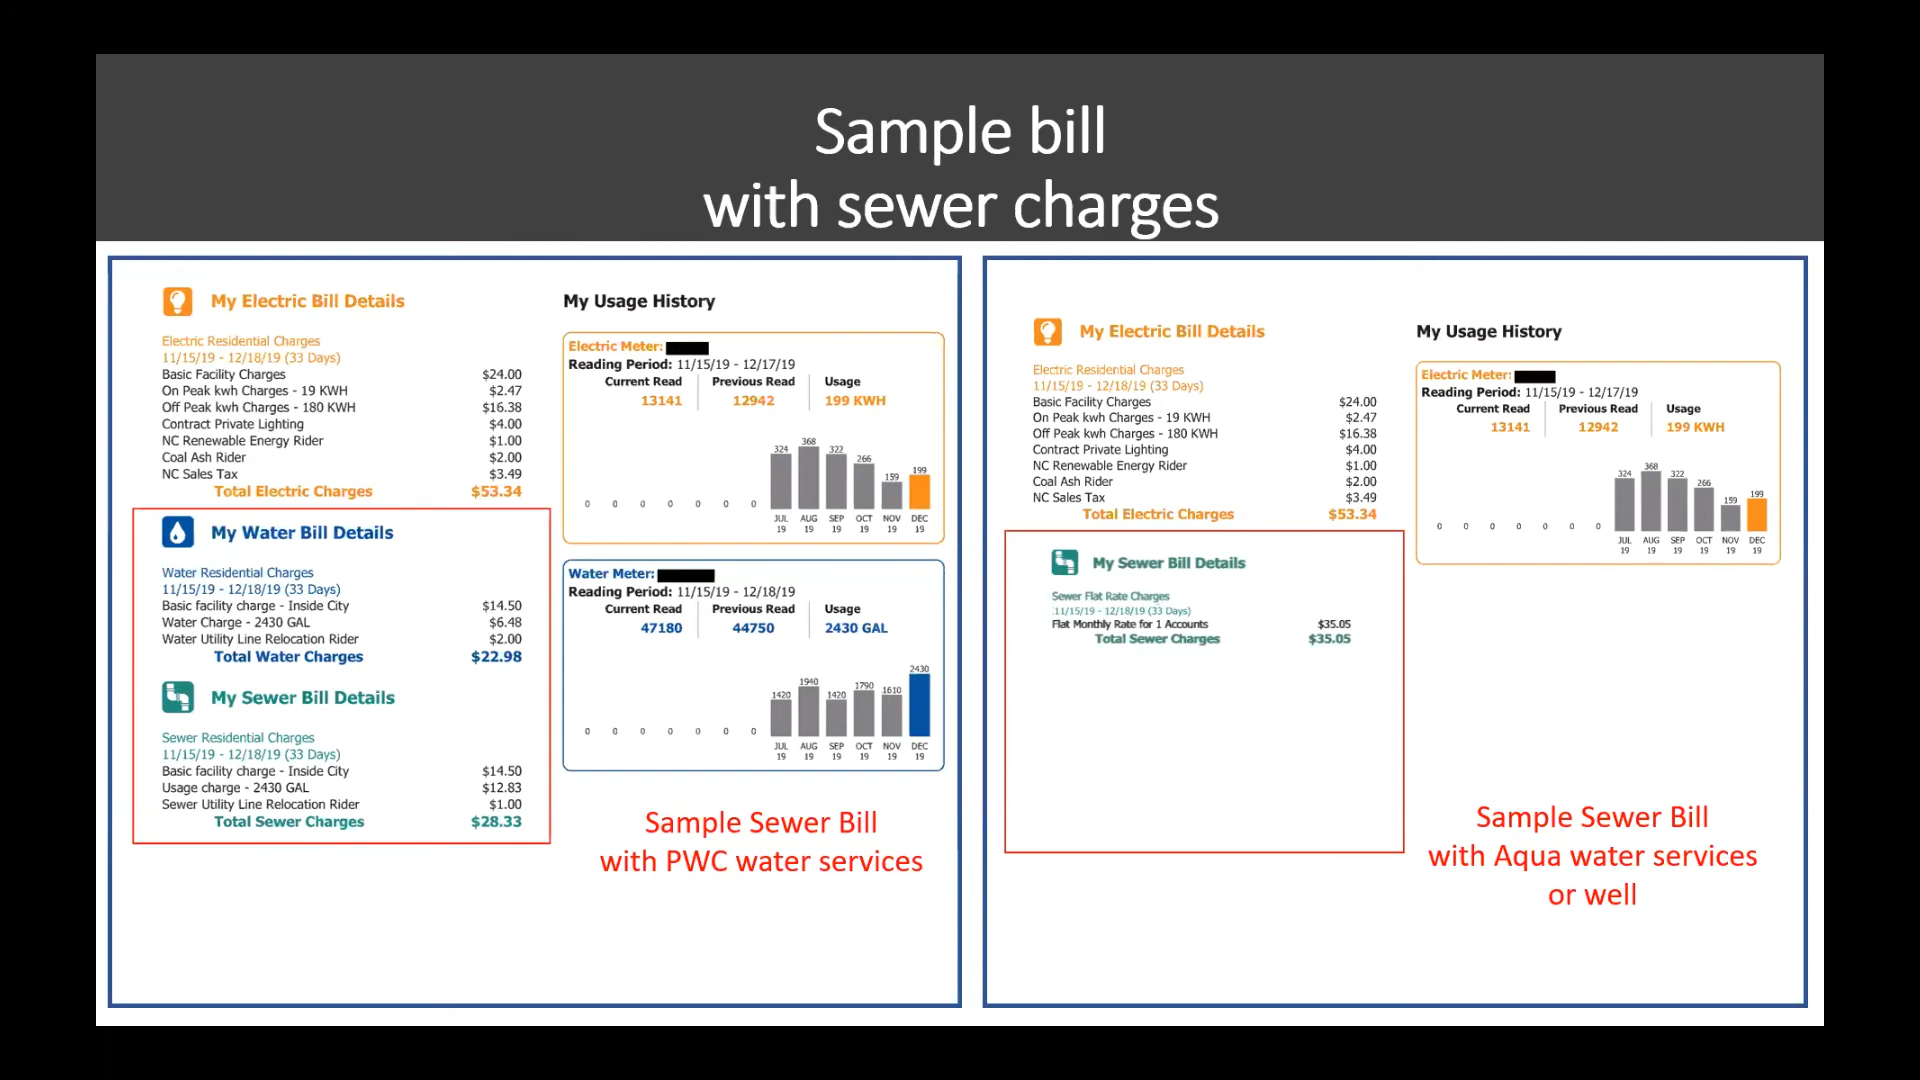 Sample bill
with sewer charges
My Electric Bill Details
Electric Residential Charges
11/15/19 - 12/18/19 (33 Days)
Basic Facility Charges $24.00
On Peak kwh Charges - 19 KWH $2.47
Off Peak kwh Charges - 180 KWH $16.38
Contract Private Lighting $4.00
NC Renewable Energy Rider $1.00
Coal Ash Rider $2.00
NC Sales Tax $3.49
Total Electric Charges $53.34
My Water Bill Details
Water Residential Charges
11/15/19 - 12/18/19 (33 Days)
Basic facility charge - Inside City $14.50
Water Charge - 2430 GAL $6.48
Water Utility Line Relocation Rider $2.00
Total Water Charges $22.98
My Sewer Bill Details
Sewer Residential Charges
11/15/19 - 12/18/19 (33 Days)
Basic facility charge - Inside City $14.50
Usage charge - 2430 GAL $12.83
Sewer Utility Line Relocation Rider $1.00
Total Sewer Charges $28.33
My Usage History
Electric Meter:
Reading Period: 11/15/19 - 12/17/19
Current Read Previous Read Usage
13141 12942 199 KWH
0 0 0 0 0 0 0 324 368 322 266 159 199
JUL AUG SEP OCT NOV DEC
19 19 19 19 19 19
Water Meter:
Reading Period: 11/15/19 - 12/18/19
Current Read Previous Read Usage
47180 44750 2430 GAL
0 0 0 0 0 0 0 1420 1940 1420 1790 1610 2430
JUL AUG SEP OCT NOV DEC
19 19 19 19 19 19
Sample Sewer Bill
with PWC water services
My Electric Bill Details
Electric Residential Charges
11/15/19 - 12/18/19 (33 Days)
Basic Facility Charges $24.00
On Peak kwh Charges - 19 KWH $2.47
Off Peak kwh Charges - 180 KWH $16.38
Contract Private Lighting $4.00
NC Renewable Energy Rider $1.00
Coal Ash Rider $2.00
NC Sales Tax $3.49
Total Electric Charges $53.34
My Sewer Bill Details
Sewer Flat Rate Charges
11/15/19 - 12/18/19 (33 Days)
Flat Monthly Rate for 1 Accounts $35.05
Total Sewer Charges $35.05
My Usage History
Electric Meter:
Reading Period: 11/15/19 - 12/17/19
Current Read Previous Read Usage
13141 12942 199 KWH
0 0 0 0 0 0 0 324 368 322 266 159 199
JUL AUG SEP OCT NOV DEC
19 19 19 19 19 19
Sample Sewer Bill
with Aqua water services
or well